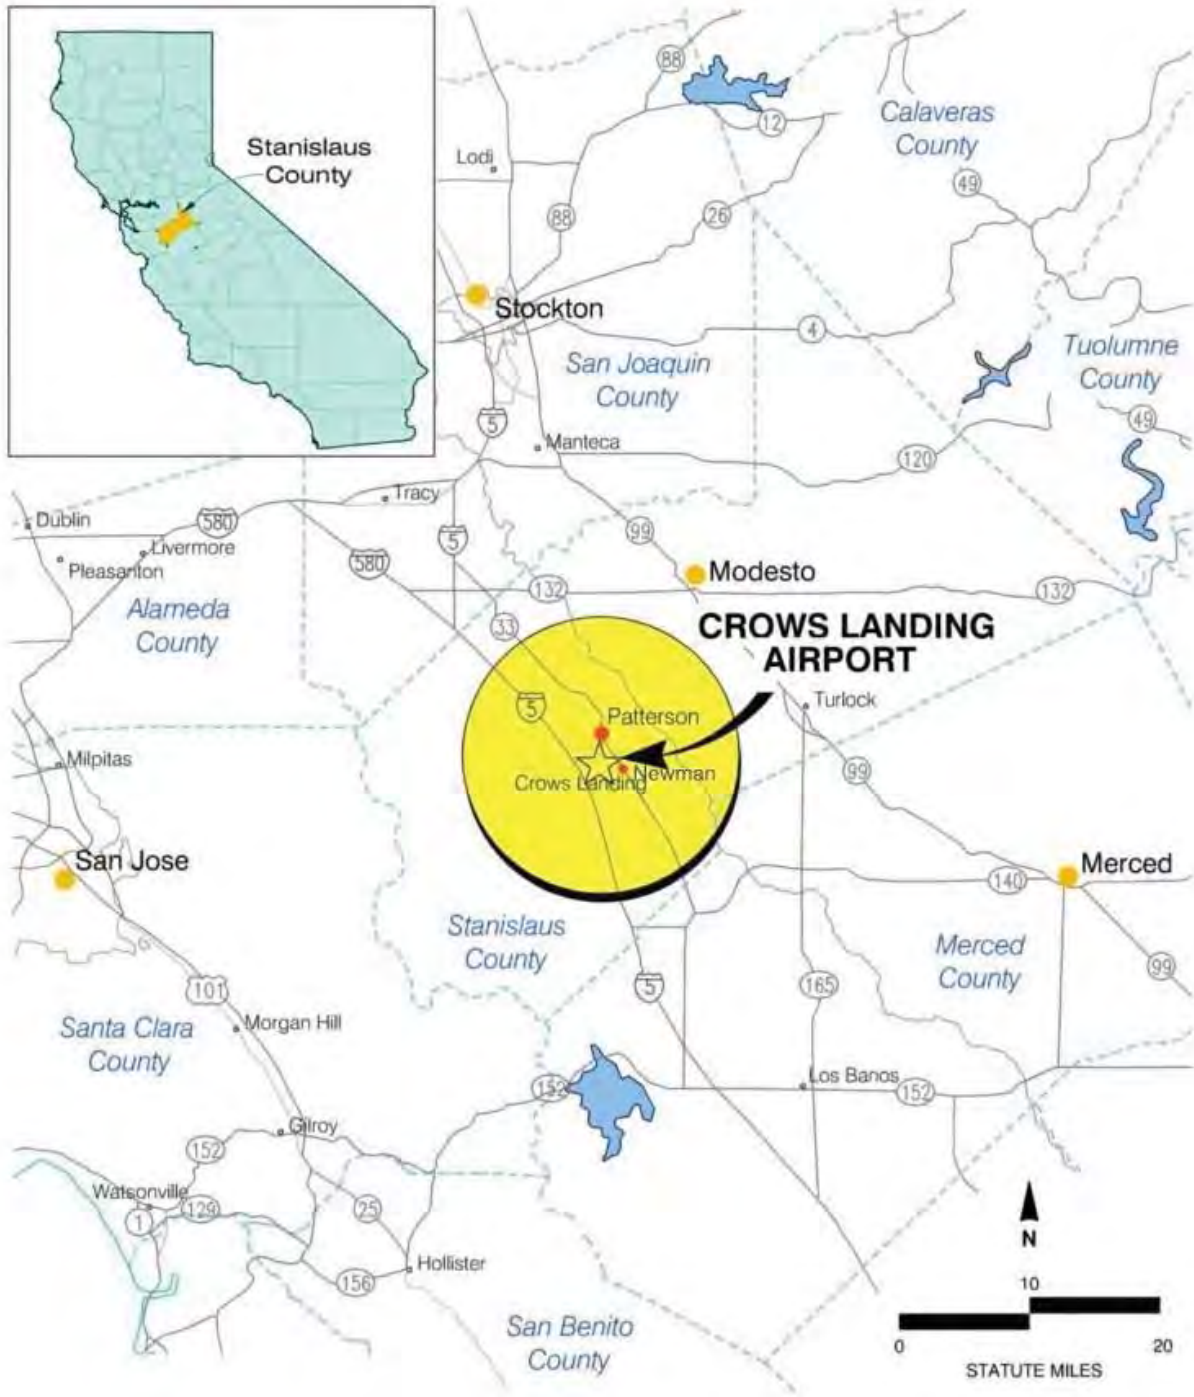 Stanislaus
County
88
12
Calaveras
County
Lodi
49
88
26
Stockton
4
San Joaquin
County
Tuolumne
County
5
49
Manteca
120
Tracy
Dublin
580
99
5
Livermore
Pleasanton
580
Modesto
132
132
Alameda
County
33
CROWS LANDING
AIRPORT
5
Patterson
Turlock
Milpitas
Newman
Crows Landing
99
San Jose
Merced
140
Stanislaus
County
Merced
County
99
101
5
165
Santa Clara
County
Morgan Hill
152
Los Banos
152
Gilroy
152
Watsonville
129
1
25
N
Hollister
156
10
San Benito
County
0
20
STATUTE MILES